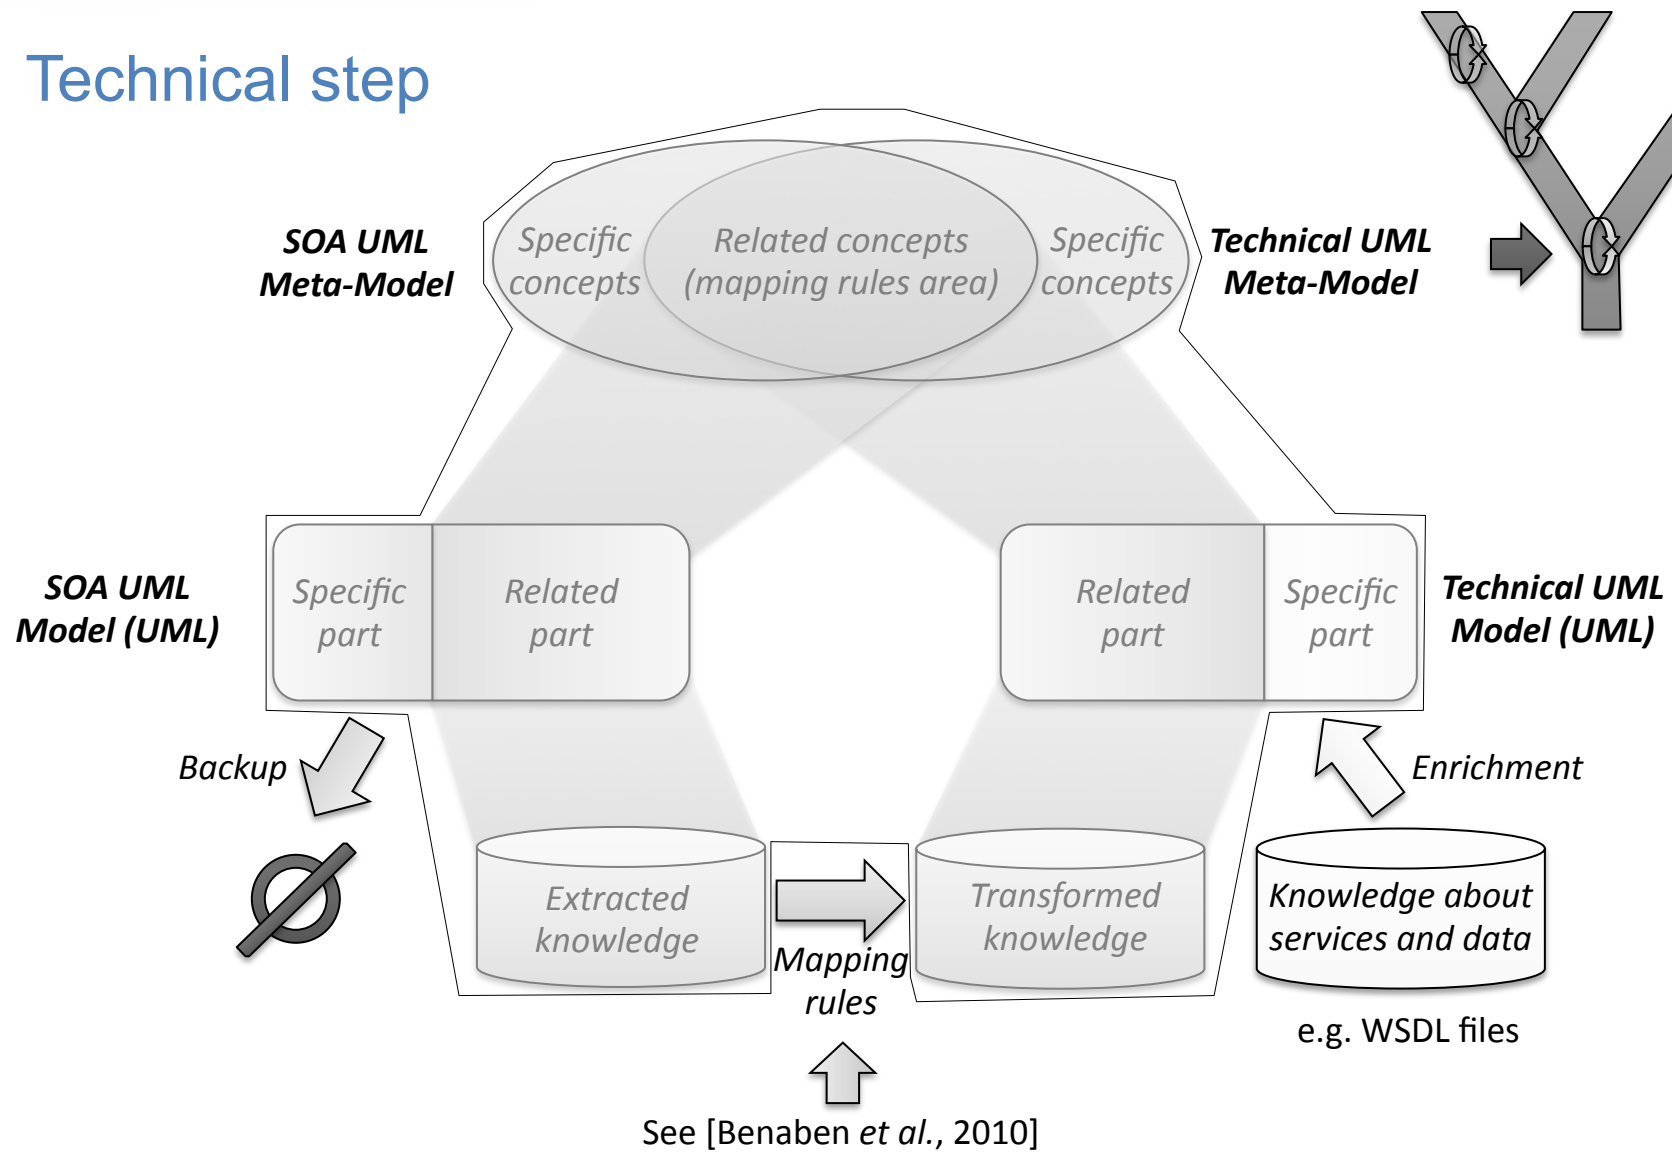 Technical step
SOA UML
Meta-Model
Specific
concepts
Related concepts
(mapping rules area)
Specific
concepts
Technical UML
Meta-Model
SOA UML
Model (UML)
Specific
part
Related
part
Related
part
Specific
part
Technical UML
Model (UML)
Backup
Enrichment
Extracted
knowledge
Mapping
rules
Transformed
knowledge
Knowledge about
services and data
e.g. WSDL files
See [Benaben et al., 2010]